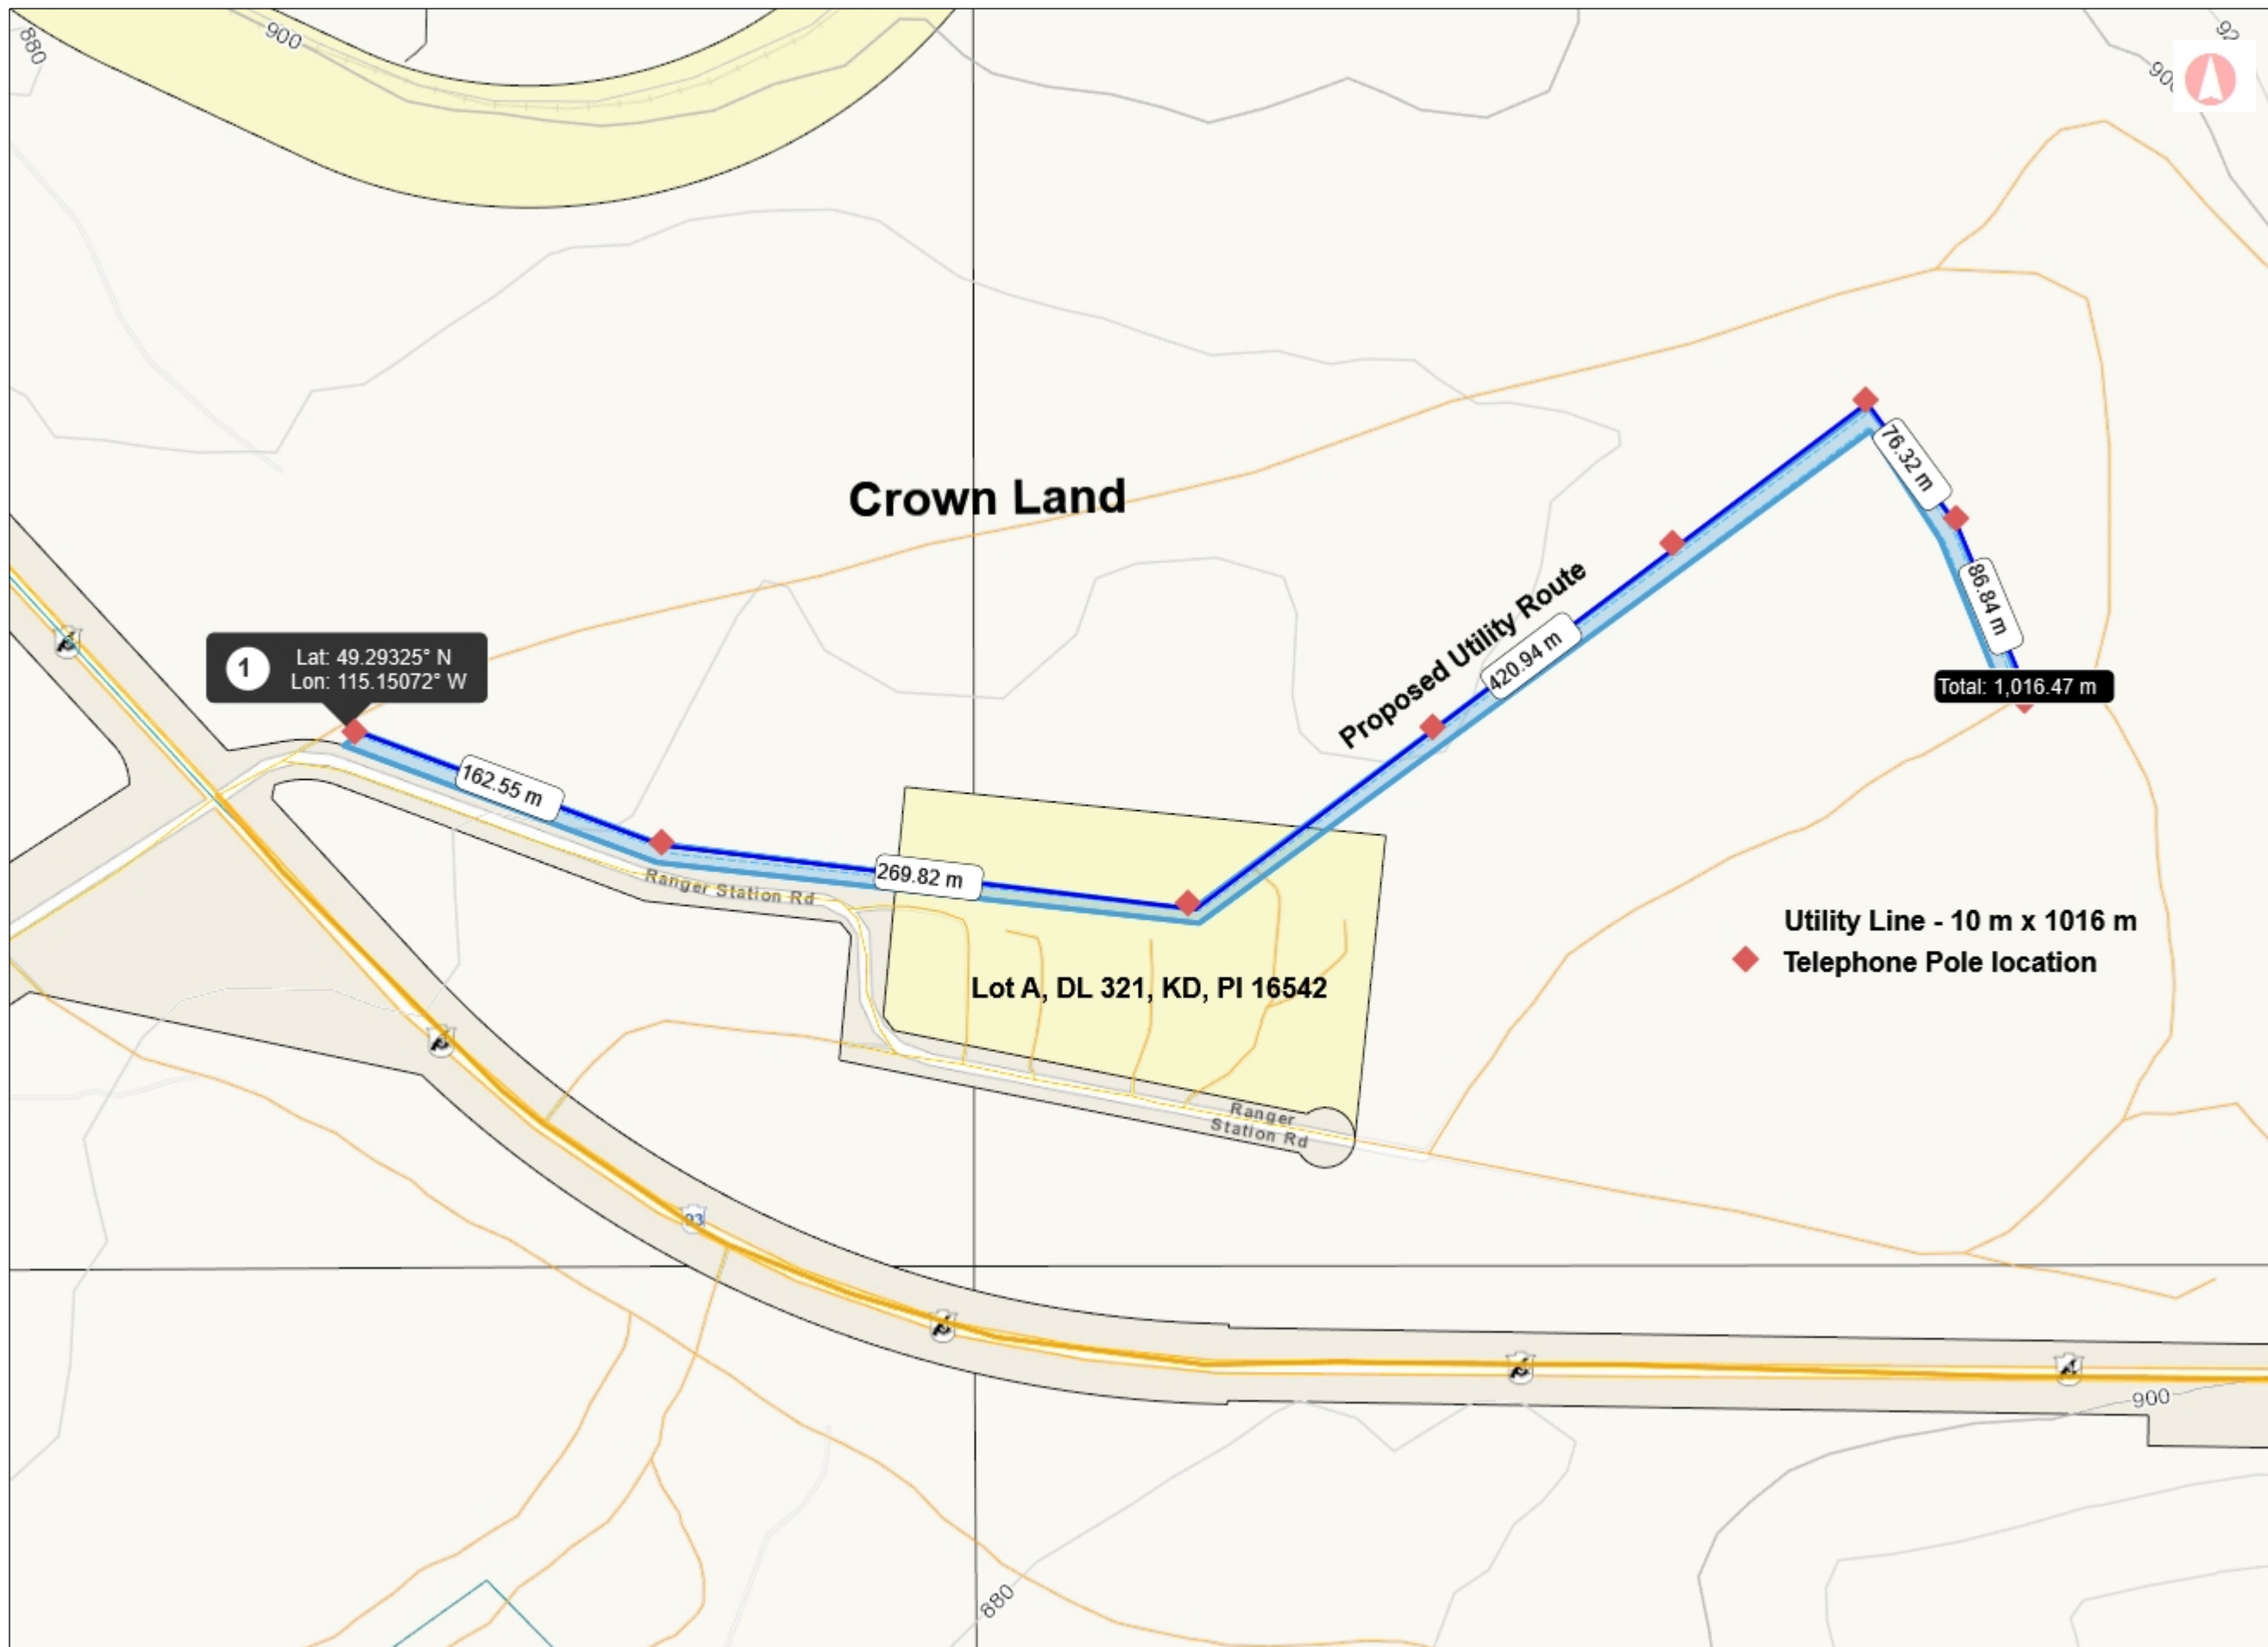 880
900
900
Crown Land
76.32 m
Proposed Utility Route
86.84 m
420.94 m
1
Lat: 49.29325° N
Lon: 115.15072° W
Total: 1,016.47 m
162.55 m
269.82 m
Ranger Station Rd
Utility Line - 10 m x 1016 m
Telephone Pole location
Lot A, DL 321, KD, PI 16542
Ranger
Station Rd
93
900
880